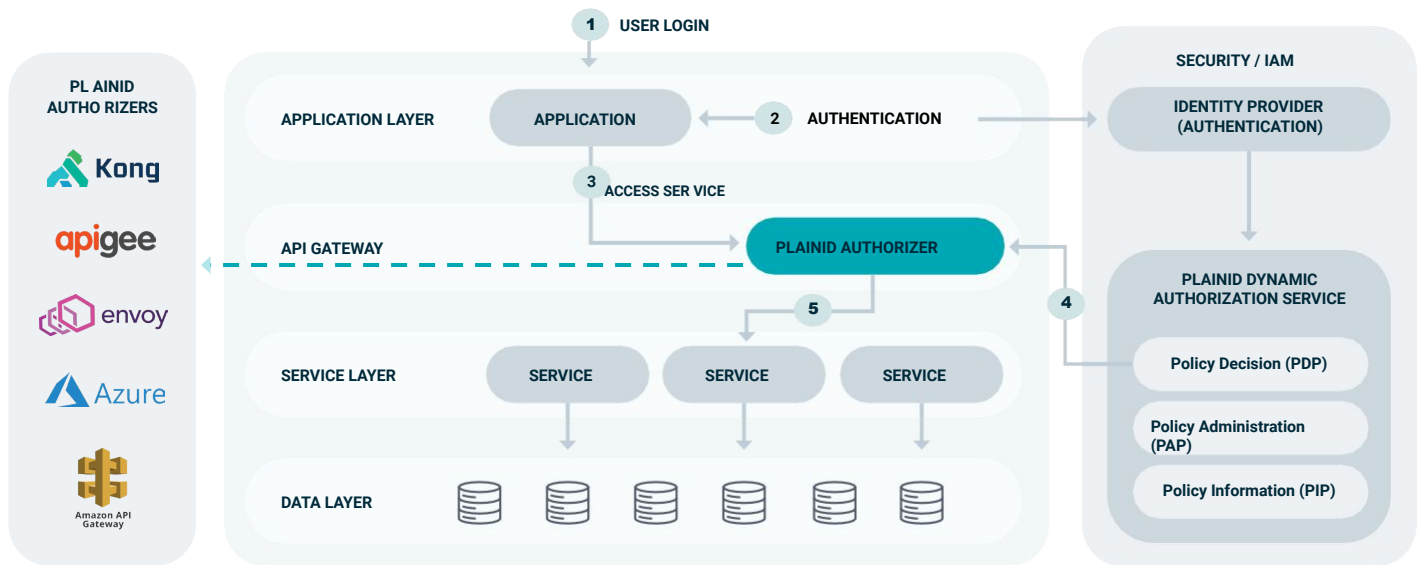 1 USER LOGIN
PL AINID
AUTHO RIZERS
Kong
apigee
envoy
Azure
Amazon API
Gateway
APPLICATION LAYER
APPLICATION
2 AUTHENTICATION
3 ACCESS SER VICE
API GATEWAY
PLAINID AUTHORIZER
4
5
SERVICE LAYER
SERVICE
SERVICE
SERVICE
DATA LAYER
SECURITY / IAM
IDENTITY PROVIDER
(AUTHENTICATION)
PLAINID DYNAMIC
AUTHORIZATION SERVICE
Policy Decision (PDP)
Policy Administration
(PAP)
Policy Information (PIP)